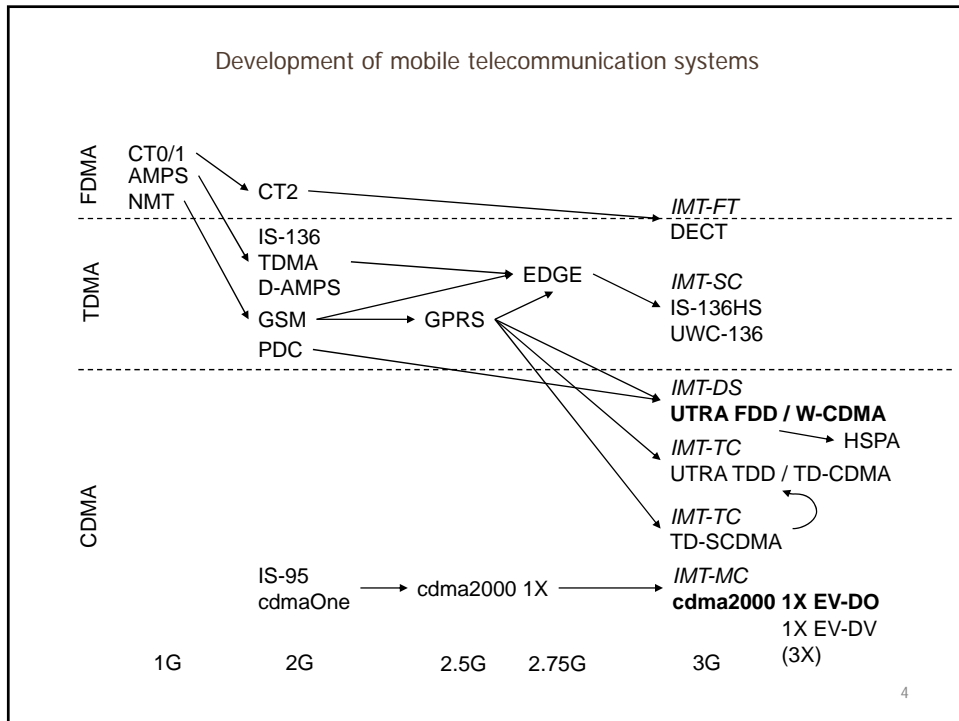 Development of mobile telecommunication systems
FDMA
CT0/1
AMPS
NMT
CT2
IMT-FT
DECT
TDMA
IS-136
TDMA
D-AMPS
GSM
PDC
GPRS
EDGE
IMT-SC
IS-136HS
UWC-136
CDMA
IMT-DS
UTRA FDD / W-CDMA
HSPA
IMT-TC
UTRA TDD / TD-CDMA
IMT-TC
TD-SCDMA
IS-95
cdmaOne
cdma2000 1X
IMT-MC
cdma2000 1X EV-DO
1X EV-DV
(3X)
1G
2G
2.5G
2.75G
3G
4